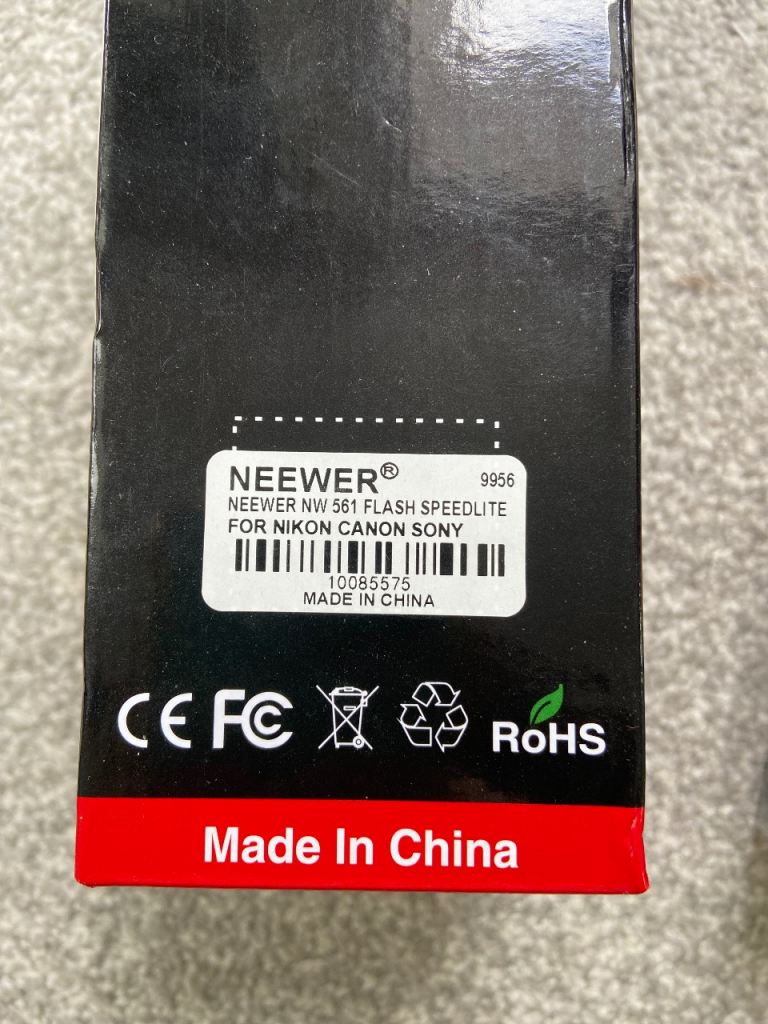 NEEWER® 9956
NEEWER NW 561 FLASH SPEEDLITE
FOR NIKON CANON SONY
10085575
MADE IN CHINA
CE FC RoHS
Made In China